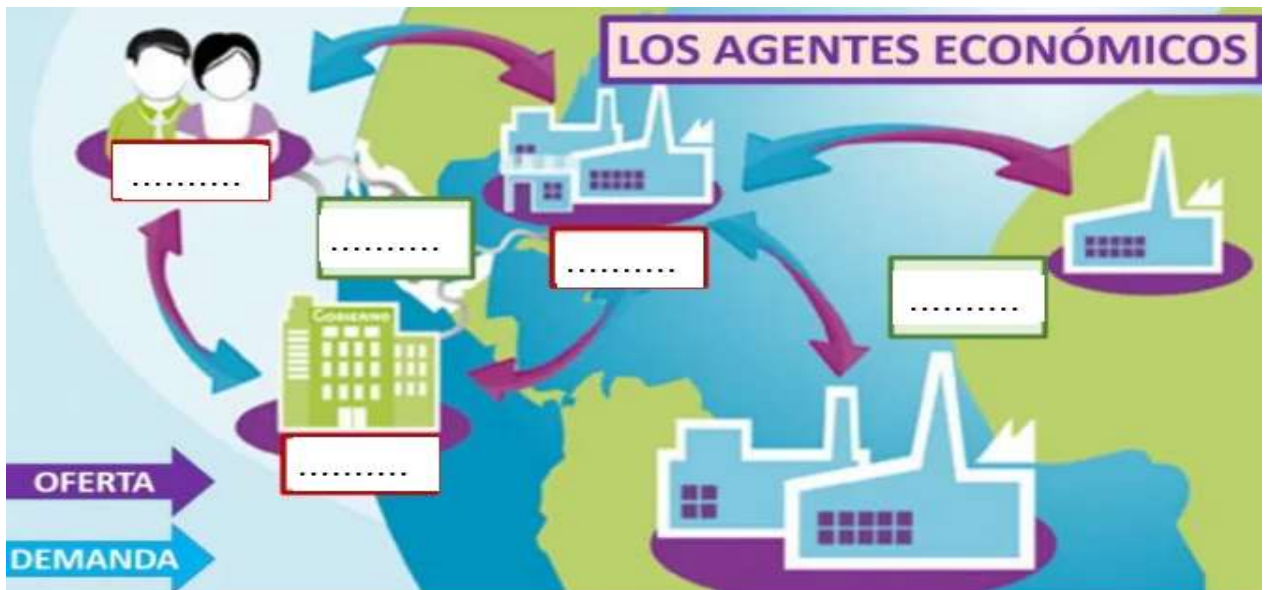 LOS AGENTES ECONÓMICOS
..........
..........
..........
..........
GOBIERNO
..........
OFERTA
DEMANDA